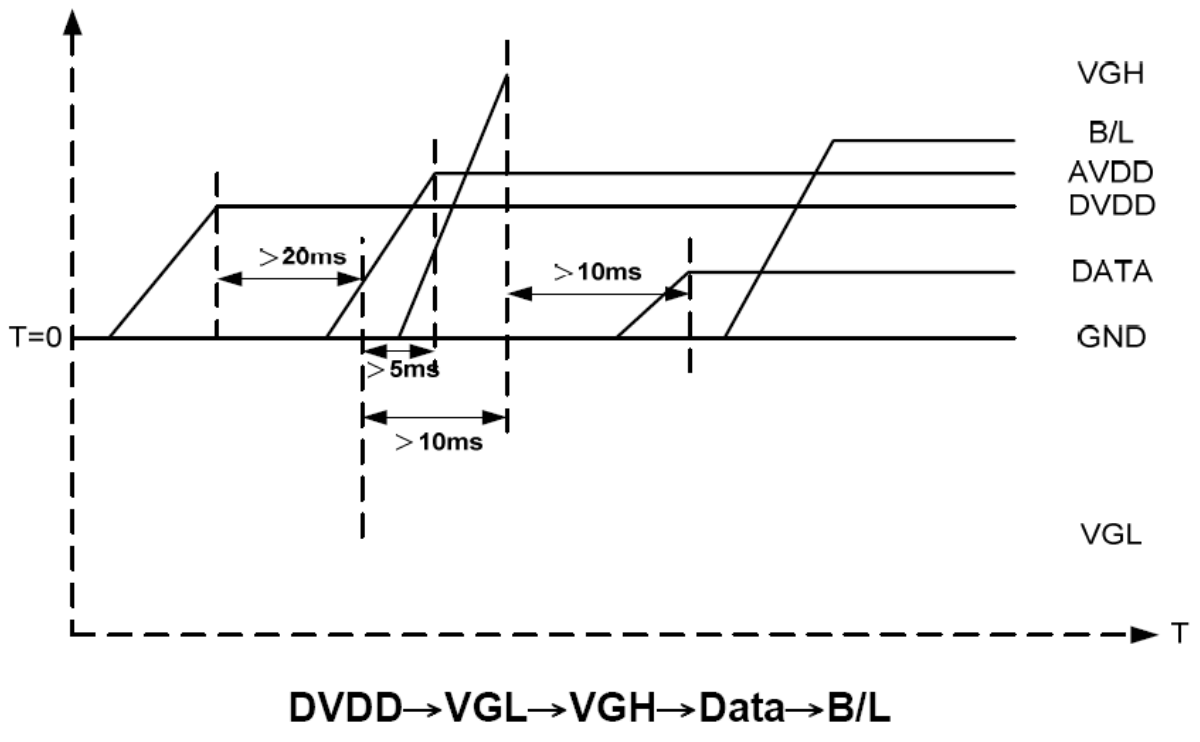 VGH
B/L
AVDD
DVDD
>20ms
>10ms
DATA
T=0
GND
>5ms
>10ms
VGL
T
DVDD→VGL→VGH→Data→B/L